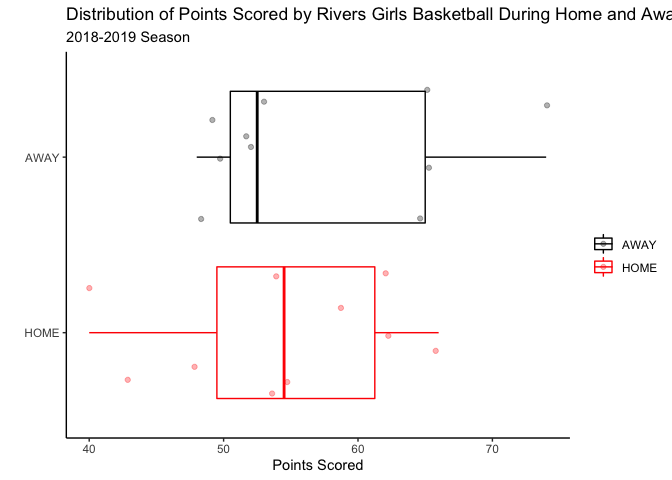 Distribution of Points Scored by Rivers Girls Basketball During Home and Awa
2018-2019 Season
AWAY
HOME
AWAY
HOME
40 50 60 70
Points Scored